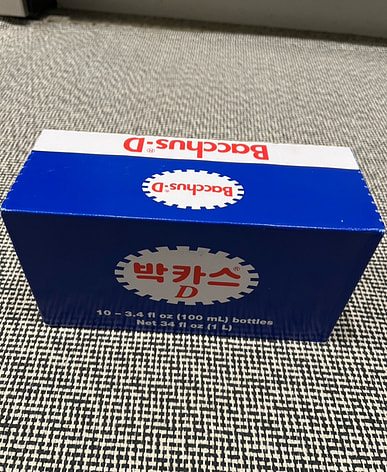 Bacchus-D®
Bacchus-D
박카스®
D
10 – 3.4 fl oz (100 mL) bottles
Net 34 fl oz (1 L)